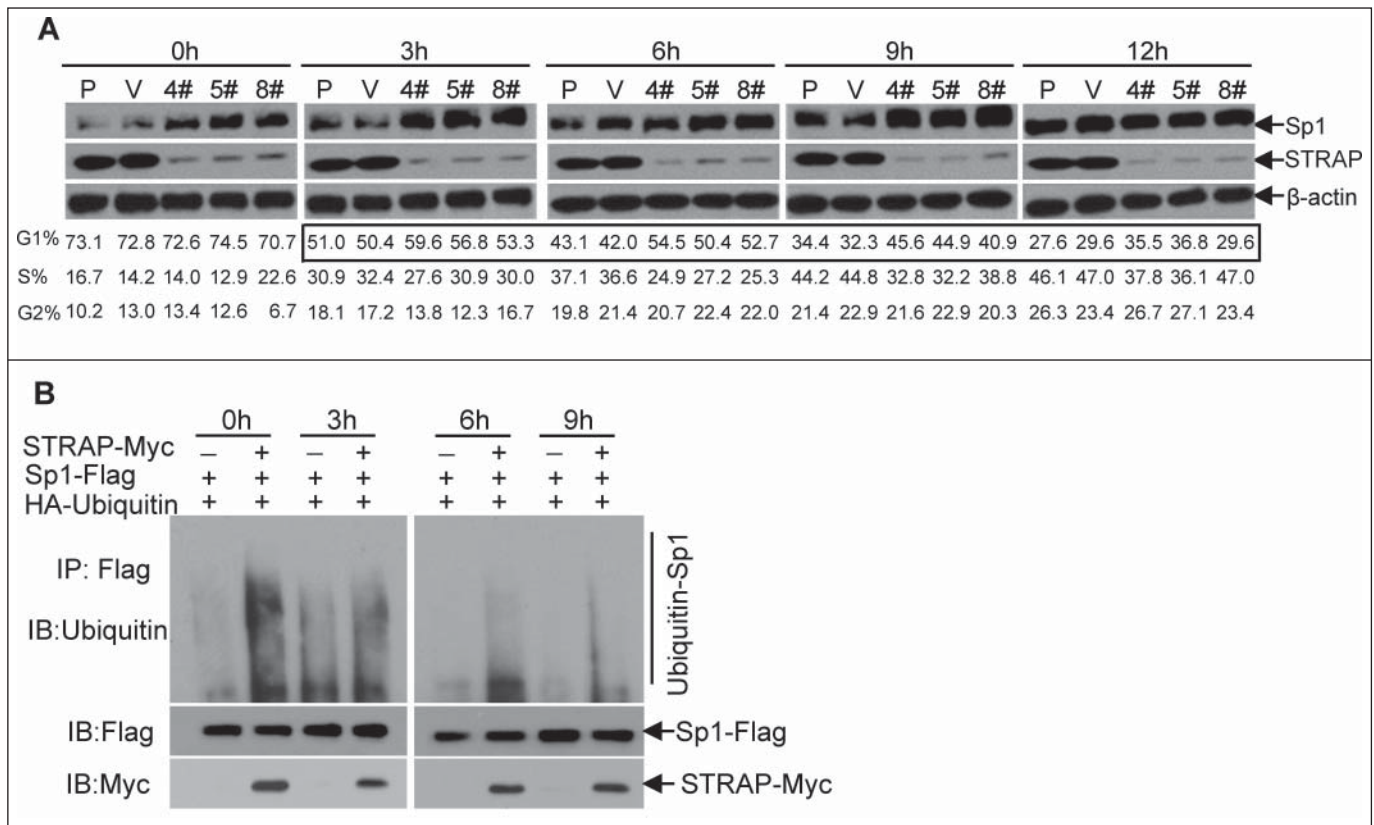 A
0h 3h 6h 9h 12h
P V 4# 5# 8# P V 4# 5# 8# P V 4# 5# 8# P V 4# 5# 8# P V 4# 5# 8#
Sp1
STRAP
β-actin
G1% 73.1 72.8 72.6 74.5 70.7 51.0 50.4 59.6 56.8 53.3 43.1 42.0 54.5 50.4 52.7 34.4 32.3 45.6 44.9 40.9 27.6 29.6 35.5 36.8 29.6
S% 16.7 14.2 14.0 12.9 22.6 30.9 32.4 27.6 30.9 30.0 37.1 36.6 24.9 27.2 25.3 44.2 44.8 32.8 32.2 38.8 46.1 47.0 37.8 36.1 47.0
G2% 10.2 13.0 13.4 12.6 6.7 18.1 17.2 13.8 12.3 16.7 19.8 21.4 20.7 22.4 22.0 21.4 22.9 21.6 22.9 20.3 26.3 23.4 26.7 27.1 23.4
B
0h 3h 6h 9h
STRAP-Myc – + – + – + – +
Sp1-Flag + + + + + + + +
HA-Ubiquitin + + + + + + + +
IP: Flag
IB:Ubiquitin
Ubiquitin-Sp1
IB:Flag Sp1-Flag
IB:Myc STRAP-Myc